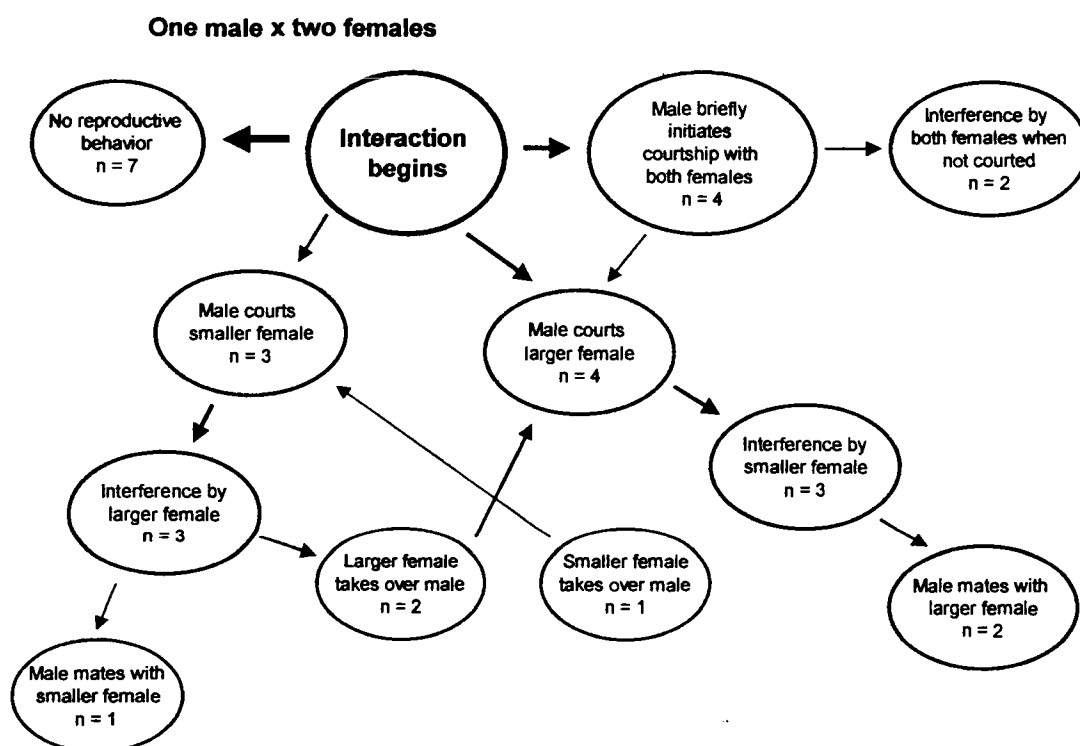 One male x two females
No reproductive
behavior
n = 7
Interaction
begins
Male briefly
initiates
courtship with
both females
n = 4
Interference by
both females when
not courted
n = 2
Male courts
smaller female
n = 3
Male courts
larger female
n = 4
Interference by
smaller female
n = 3
Interference by
larger female
n = 3
Larger female
takes over male
n = 2
Smaller female
takes over male
n = 1
Male mates with
larger female
n = 2
Male mates with
smaller female
n = 1